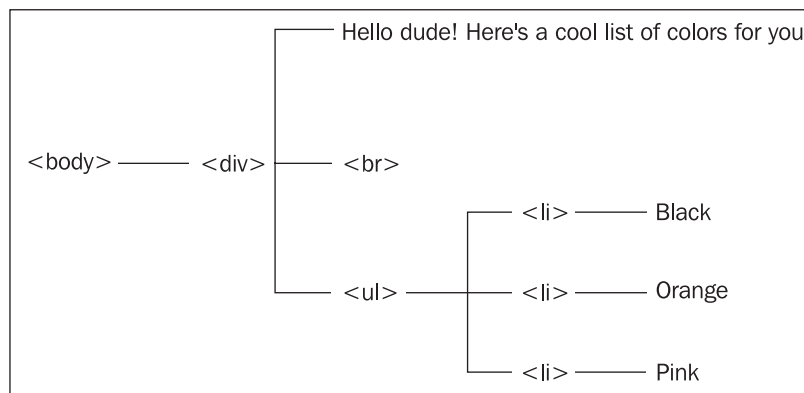 Hello dude! Here's a cool list of colors for you
<body>
<div>
<br>
<li>
Black
<ul>
<li>
Orange
<li>
Pink